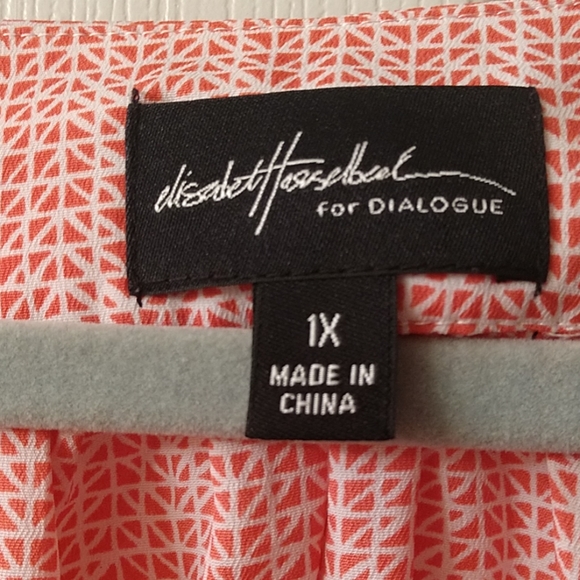 elisabetHasselbeck
for DIALOGUE
1X
MADE IN
CHINA